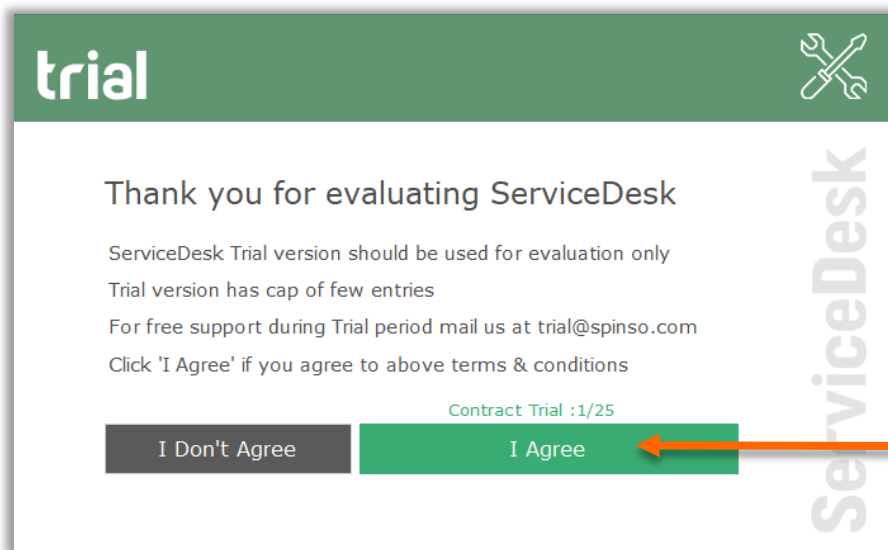 trial
Thank you for evaluating ServiceDesk
ServiceDesk Trial version should be used for evaluation only
Trial version has cap of few entries
For free support during Trial period mail us at trial@spinso.com
Click 'I Agree' if you agree to above terms & conditions
Contract Trial :1/25
I Don't Agree
I Agree
ServiceDesk